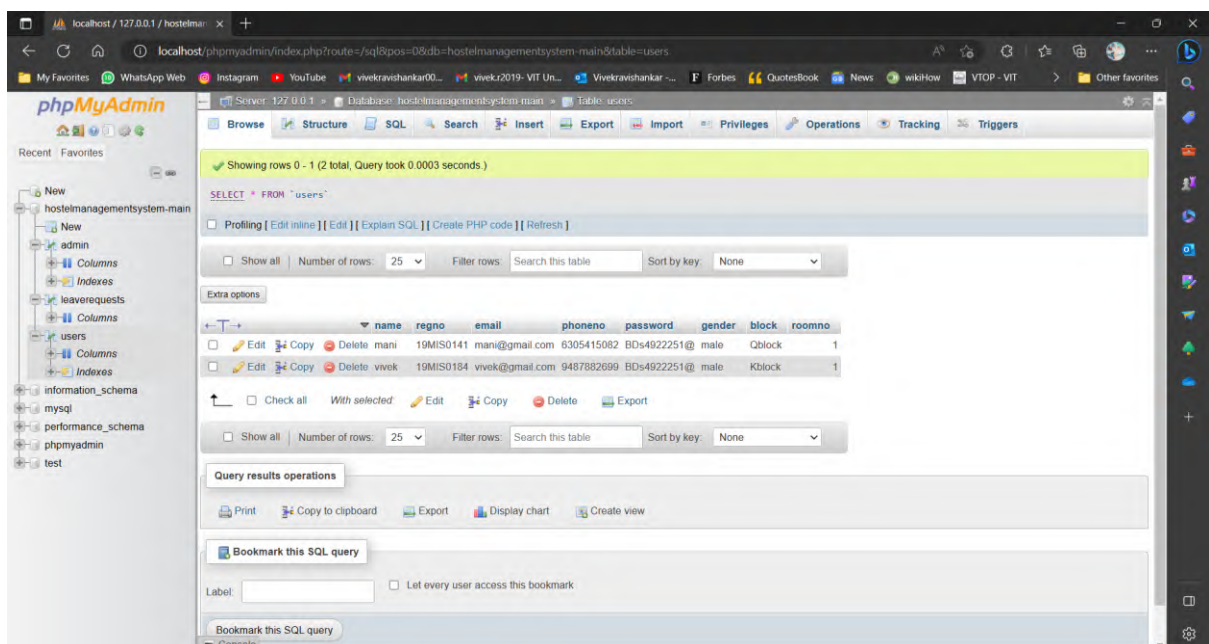 localhost / 127.0.0.1 / hostelman
localhost/phpmyadmin/index.php?route=/sql&pos=0&db=hostelmanagementsystem-main&table=users
My Favorites WhatsApp Web Instagram YouTube vivekravishankar00... vivek.r2019- VIT Un... Vivekravishankar -... Forbes QuotesBook News wikiHow VTOP - VIT Other favorites
phpMyAdmin
Recent Favorites
New
hostelmanagementsystem-main
New
admin
Columns
Indexes
leaverequests
Columns
users
Columns
Indexes
information_schema
mysql
performance_schema
phpmyadmin
test
Server: 127.0.0.1 » Database: hostelmanagementsystem-main » Table: users
Browse Structure SQL Search Insert Export Import Privileges Operations Tracking Triggers
Showing rows 0 - 1 (2 total, Query took 0.0003 seconds.)
SELECT * FROM `users`
Profiling [ Edit inline ] [ Edit ] [ Explain SQL ] [ Create PHP code ] [ Refresh ]
Show all | Number of rows: 25 Filter rows: Search this table Sort by key: None
Extra options
name regno email phoneno password gender block roomno
Edit Copy Delete mani 19MIS0141 mani@gmail.com 6305415082 BDs4922251@ male Qblock 1
Edit Copy Delete vivek 19MIS0184 vivek@gmail.com 9487882699 BDs4922251@ male Kblock 1
Check all With selected: Edit Copy Delete Export
Show all | Number of rows: 25 Filter rows: Search this table Sort by key: None
Query results operations
Print Copy to clipboard Export Display chart Create view
Bookmark this SQL query
Label: Let every user access this bookmark
Bookmark this SQL query
Console